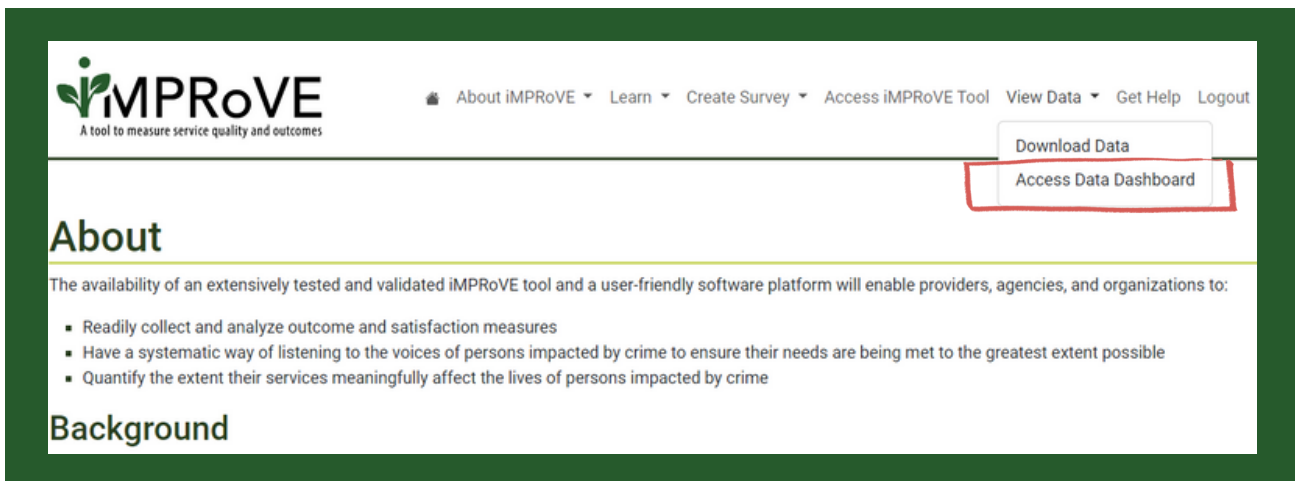 iMPRoVE
A tool to measure service quality and outcomes
About iMPRoVE Learn Create Survey Access iMPRoVE Tool View Data Get Help Logout
Download Data
Access Data Dashboard
About
The availability of an extensively tested and validated iMPRoVE tool and a user-friendly software platform will enable providers, agencies, and organizations to:
▪ Readily collect and analyze outcome and satisfaction measures
▪ Have a systematic way of listening to the voices of persons impacted by crime to ensure their needs are being met to the greatest extent possible
▪ Quantify the extent their services meaningfully affect the lives of persons impacted by crime
Background